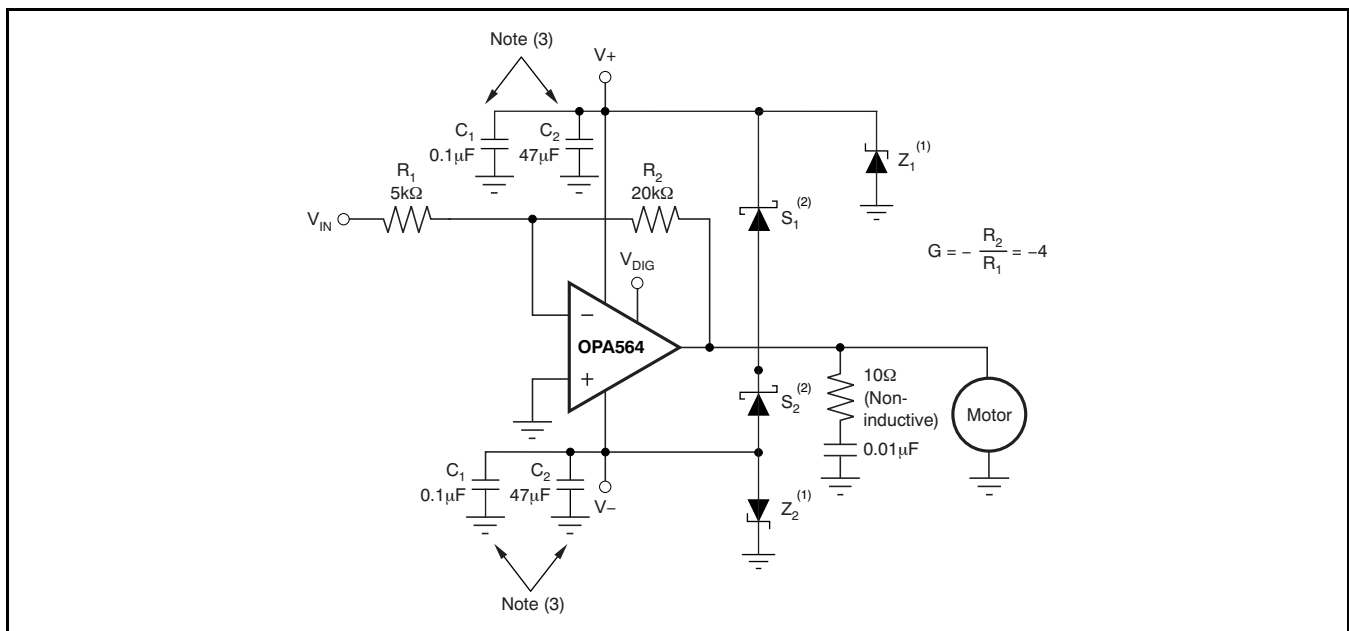 Note (3)
V+
C1
0.1μF
C2
47μF
Z1(1)
R1
5kΩ
R2
20kΩ
VIN
S1(2)
G = − R2/R1 = −4
VDIG
−
OPA564
+
10Ω
(Non-
inductive)
S2(2)
Motor
0.01μF
C1
0.1μF
C2
47μF
V−
Z2(1)
Note (3)